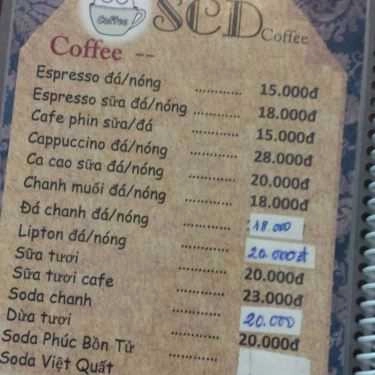 Coffee
SCD Coffee
Coffee --
Espresso đá/nóng ............ 15.000đ
Espresso sữa đá/nóng ............ 18.000đ
Cafe phin sữa/đá ............ 15.000đ
Cappuccino đá/nóng ............ 28.000đ
Ca cao sữa đá/nóng ............ 20.000đ
Chanh muối đá/nóng ............ 18.000đ
Đá chanh đá/nóng ............ 18.000
Lipton đá/nóng ............ 20.000đ
Sữa tươi ............ 20.000đ
Sữa tươi cafe ............ 23.000đ
Soda chanh ............ 20.000
Dừa tươi ............ 20.000đ
Soda Phúc Bồn Tử ............
Soda Việt Quất